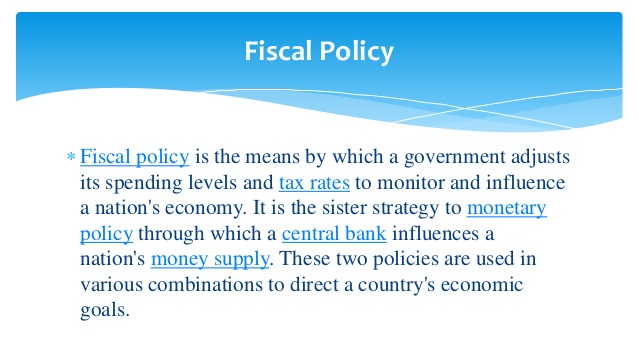 Fiscal Policy
* Fiscal policy is the means by which a government adjusts
its spending levels and tax rates to monitor and influence
a nation's economy. It is the sister strategy to monetary
policy through which a central bank influences a
nation's money supply. These two policies are used in
various combinations to direct a country's economic
goals.